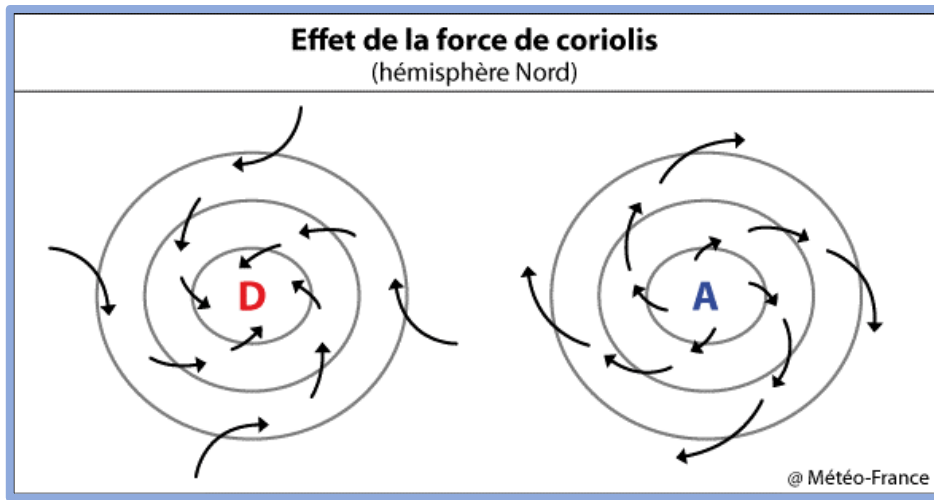 Effet de la force de coriolis
(hémisphère Nord)
D
A
@ Météo-France